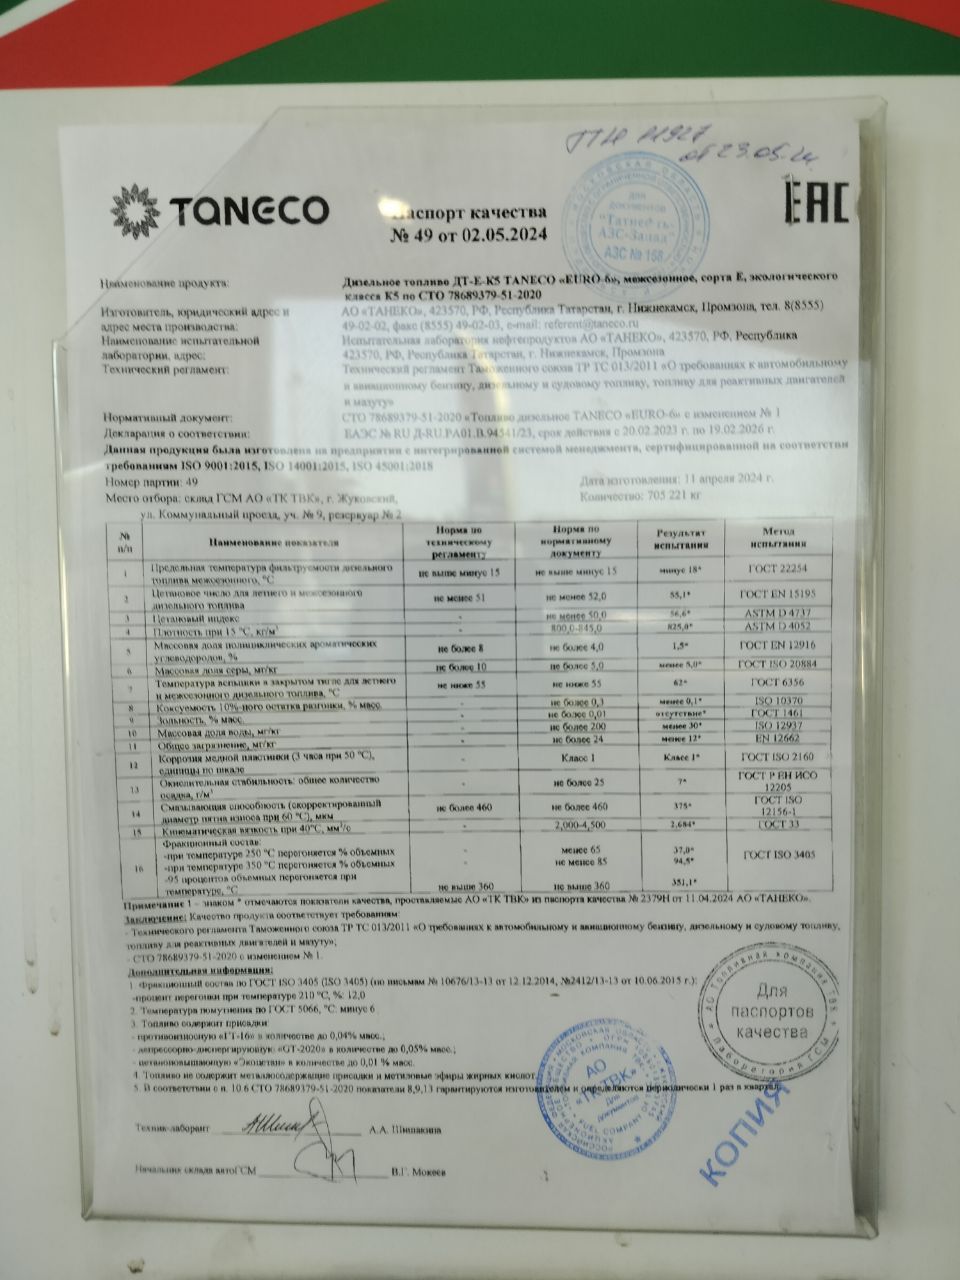 ТТН 11927
от 23.05.24
TANECO
Паспорт качества
№ 49 от 02.05.2024
EAC
для
документов
"Татнефть-
АЗС-Запад"
АЗС № 168
Наименование продукта: Дизельное топливо ДТ-Е-К5 TANECO «EURO-6», межсезонное, сорта Е, экологического
класса К5 по СТО 78689379-51-2020
Изготовитель, юридический адрес и АО «ТАНЕКО», 423570, РФ, Республика Татарстан, г. Нижнекамск, Промзона, тел. 8(8555)
адрес места производства: 49-02-02, факс (8555) 49-02-03, e-mail: referent@taneco.ru
Наименование испытательной Испытательная лаборатория нефтепродуктов АО «ТАНЕКО», 423570, РФ, Республика
лаборатории, адрес: 423570, РФ, Республика Татарстан, г. Нижнекамск, Промзона
Технический регламент: Технический регламент Таможенного союза ТР ТС 013/2011 «О требованиях к автомобильному
и авиационному бензину, дизельному и судовому топливу, топливу для реактивных двигателей
и мазуту»
Нормативный документ: СТО 78689379-51-2020 «Топливо дизельное TANECO «EURO-6» с изменением № 1
Декларация о соответствии: ЕАЭС № RU Д-RU.РА01.В.94541/23, срок действия с 20.02.2023 г. по 19.02.2026 г.
Данная продукция была изготовлена на предприятии с интегрированной системой менеджмента, сертифицированной на соответствии
требованиям ISO 9001:2015, ISO 14001:2015, ISO 45001:2018
Номер партии: 49 Дата изготовления: 11 апреля 2024 г.
Место отбора: склад ГСМ АО «ТК ТВК», г. Жуковский, Количество: 705 221 кг
ул. Коммунальный проезд, уч. № 9, резервуар № 2
№ п/п Наименование показателя Норма по техническому регламенту Норма по нормативному документу Результат испытания Метод испытания
1 Предельная температура фильтруемости дизельного топлива межсезонного, °С не выше минус 15 не выше минус 15 минус 18* ГОСТ 22254
2 Цетановое число для летнего и межсезонного дизельного топлива не менее 51 не менее 52,0 55,1* ГОСТ EN 15195
3 Цетановый индекс - не менее 50,0 56,6* ASTM D 4737
4 Плотность при 15 °С, кг/м³ - 800,0-845,0 825,0* ASTM D 4052
5 Массовая доля полициклических ароматических углеводородов, % не более 8 не более 4,0 1,5* ГОСТ EN 12916
6 Массовая доля серы, мг/кг не более 10 не более 5,0 менее 5,0* ГОСТ ISO 20884
7 Температура вспышки в закрытом тигле для летнего и межсезонного дизельного топлива, °С не ниже 55 не ниже 55 62* ГОСТ 6356
8 Коксуемость 10%-ного остатка разгонки, % масс. - не более 0,3 менее 0,1* ISO 10370
9 Зольность, % масс. - не более 0,01 отсутствие* ГОСТ 1461
10 Массовая доля воды, мг/кг - не более 200 менее 30* ISO 12937
11 Общее загрязнение, мг/кг - не более 24 менее 12* EN 12662
12 Коррозия медной пластинки (3 часа при 50 °С), единицы по шкале - Класс 1 Класс 1* ГОСТ ISO 2160
13 Окислительная стабильность: общее количество осадка, г/м³ - не более 25 7* ГОСТ Р ЕН ИСО 12205
14 Смазывающая способность (скорректированный диаметр пятна износа при 60 °С), мкм не более 460 не более 460 375* ГОСТ ISO 12156-1
15 Кинематическая вязкость при 40°С, мм²/с - 2,000-4,500 2,684* ГОСТ 33
16 Фракционный состав:
-при температуре 250 °С перегоняется % объемных менее 65 37,0*
-при температуре 350 °С перегоняется % объемных - не менее 85 94,5* ГОСТ ISO 3405
-95 процентов объемных перегоняется при
температуре, °С не выше 360 не выше 360 351,1*
Примечание 1 - знаком * отмечаются показатели качества, проставляемые АО «ТК ТВК» из паспорта качества № 2379Н от 11.04.2024 АО «ТАНЕКО».
Заключение: Качество продукта соответствует требованиям:
- Технического регламента Таможенного союза ТР ТС 013/2011 «О требованиях к автомобильному и авиационному бензину, дизельному и судовому топливу,
топливу для реактивных двигателей и мазуту»;
- СТО 78689379-51-2020 с изменением № 1.
Дополнительная информация:
1. Фракционный состав по ГОСТ ISO 3405 (ISO 3405) (по письмам № 10676/13-13 от 12.12.2014, №2412/13-13 от 10.06.2015 г.):
-процент перегонки при температуре 210 °С, %: 12,0
2. Температура помутнения по ГОСТ 5066, °С: минус 6
3. Топливо содержит присадки:
- противоизносную «ГТ-16» в количестве до 0,04% масс.;
- депрессорно-диспергирующую «GT-2020» в количестве до 0,05% масс.;
- цетаноповышающую «Экоцетан» в количестве до 0,01 % масс.
4. Топливо не содержит металлосодержащие присадки и метиловые эфиры жирных кислот
5. В соответствии с п. 10.6 СТО 78689379-51-2020 показатели 8,9,13 гарантируются изготовителем и определяются периодически 1 раз в квартал.
АО Топливная компания ТВК
Лаборатория ГСМ
Для
паспортов
качества
АО
«ТК ТВК»
Для
документов
FUEL COMPANY
КОПИЯ
Техник-лаборант А.А. Шишакина
Начальник склада автоГСМ В.Г. Мокеев